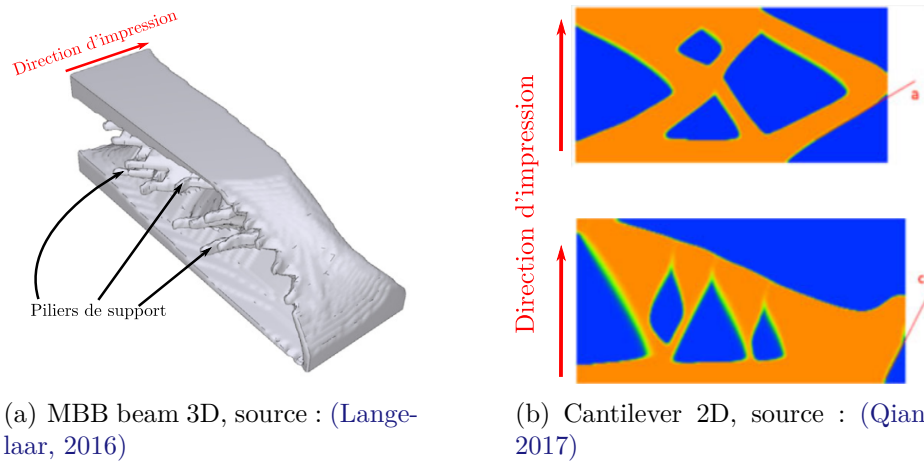 Direction d'impression
Piliers de support
(a) MBB beam 3D, source : (Lange-
laar, 2016)
Direction d'impression
a
c
(b) Cantilever 2D, source : (Qian
2017)